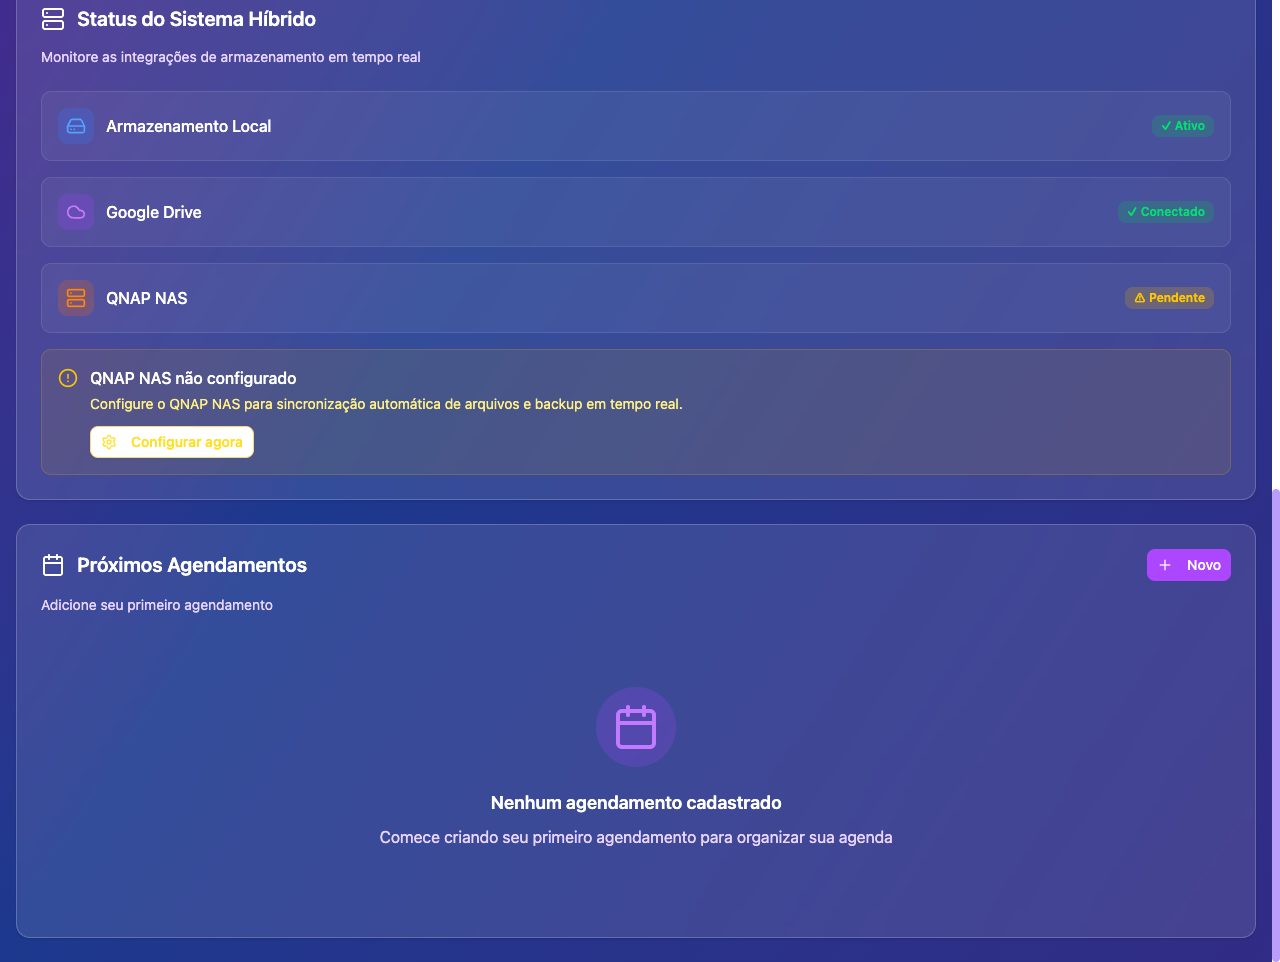 Status do Sistema Híbrido
Monitore as integrações de armazenamento em tempo real
Armazenamento Local
✓ Ativo
Google Drive
✓ Conectado
QNAP NAS
⚠ Pendente
QNAP NAS não configurado
Configure o QNAP NAS para sincronização automática de arquivos e backup em tempo real.
Configurar agora
Próximos Agendamentos
+ Novo
Adicione seu primeiro agendamento
Nenhum agendamento cadastrado
Comece criando seu primeiro agendamento para organizar sua agenda